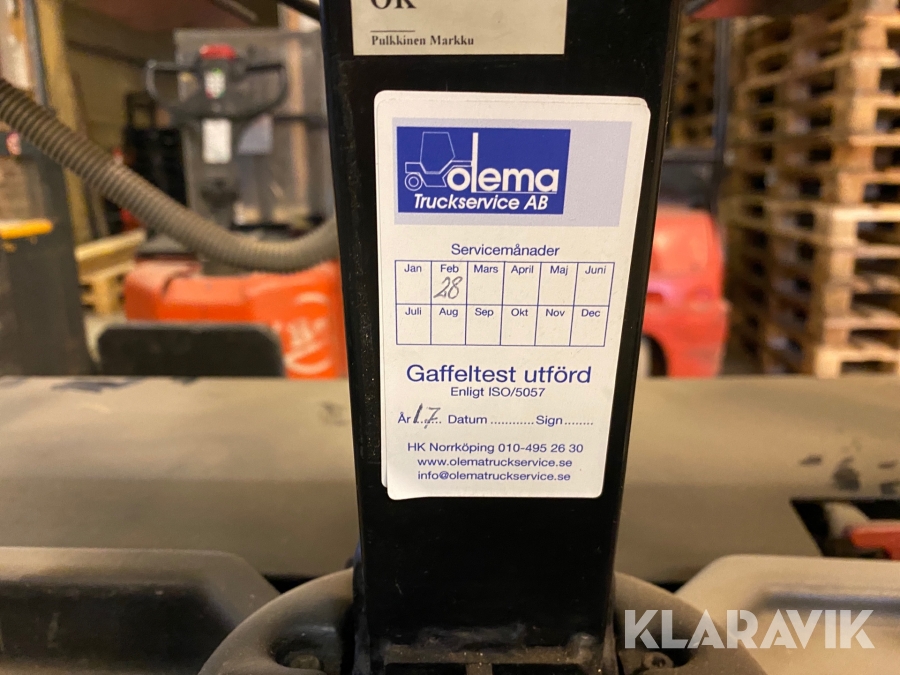 OK
Pulkkinen Markku
olema
Truckservice AB
Servicemånader
Jan Feb Mars April Maj Juni
28
Juli Aug Sep Okt Nov Dec
Gaffeltest utförd
Enligt ISO/5057
År 17 Datum ............ Sign ........
HK Norrköping 010-495 26 30
www.olematruckservice.se
info@olematruckservice.se
KLARAVIK